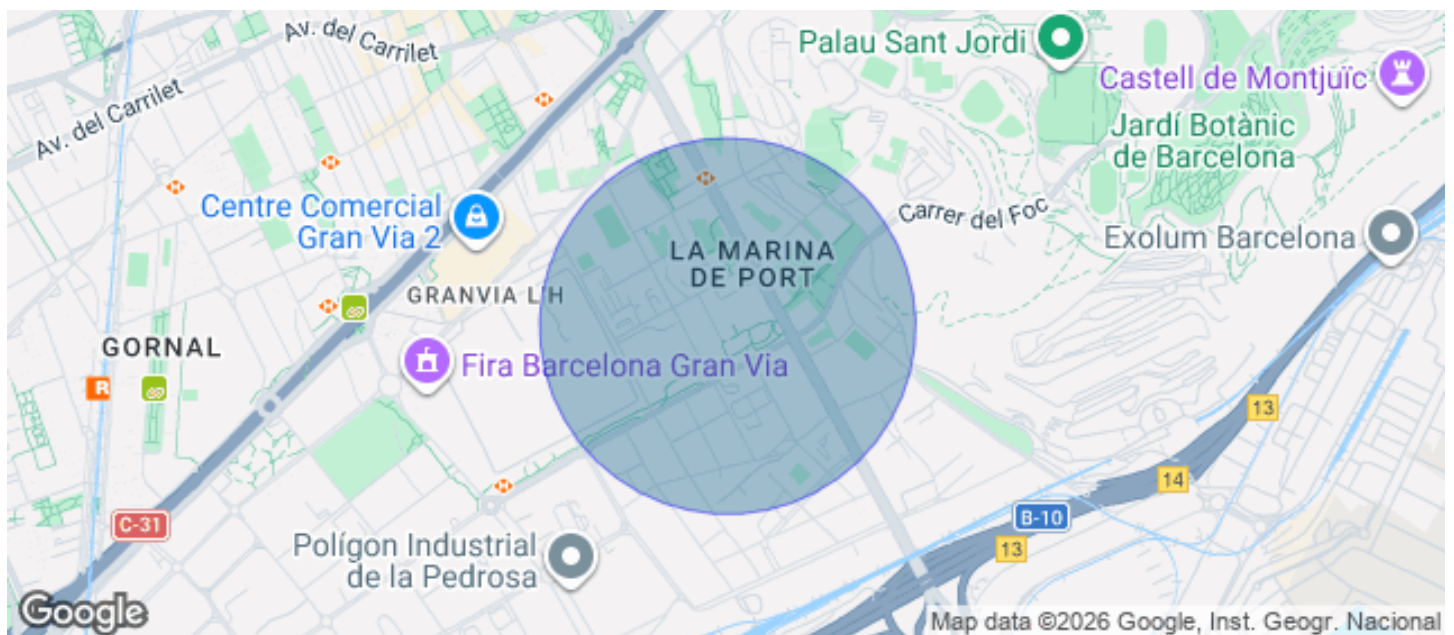 Av. del Carrilet
Av. del Carrilet
Palau Sant Jordi
Castell de Montjuïc
Jardí Botànic
de Barcelona
Centre Comercial
Gran Via 2
Carrer del Foc
Exolum Barcelona
LA MARINA
DE PORT
GRANVIA L'H
GORNAL
Fira Barcelona Gran Via
R
13
14
C-31
B-10
13
Polígon Industrial
de la Pedrosa
Google
Map data ©2026 Google, Inst. Geogr. Nacional